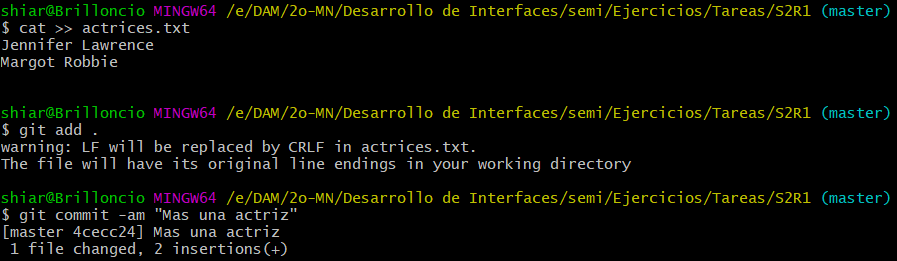 shiar@Brilloncio MINGW64 /e/DAM/2o-MN/Desarrollo de Interfaces/semi/Ejercicios/Tareas/S2R1 (master)
$ cat >> actrices.txt
Jennifer Lawrence
Margot Robbie
shiar@Brilloncio MINGW64 /e/DAM/2o-MN/Desarrollo de Interfaces/semi/Ejercicios/Tareas/S2R1 (master)
$ git add .
warning: LF will be replaced by CRLF in actrices.txt.
The file will have its original line endings in your working directory
shiar@Brilloncio MINGW64 /e/DAM/2o-MN/Desarrollo de Interfaces/semi/Ejercicios/Tareas/S2R1 (master)
$ git commit -am "Mas una actriz"
[master 4cecc24] Mas una actriz
 1 file changed, 2 insertions(+)